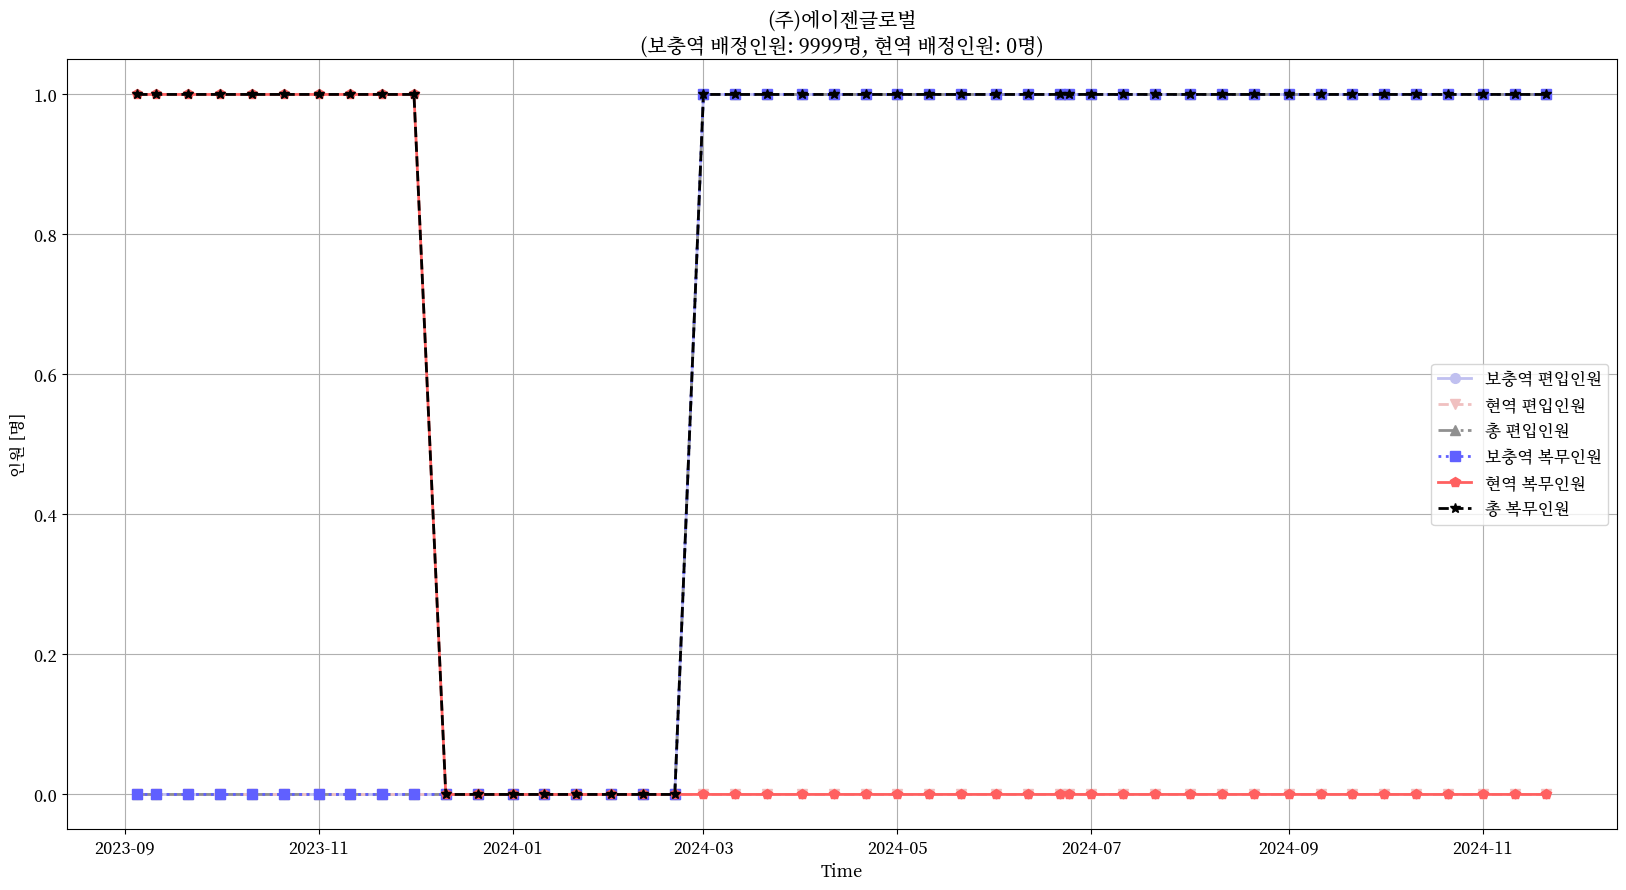 (주)에이젠글로벌
(보충역 배정인원: 9999명, 현역 배정인원: 0명)
1.0
0.8
0.6
0.4
0.2
0.0
인원 [명]
보충역 편입인원
현역 편입인원
총 편입인원
보충역 복무인원
현역 복무인원
총 복무인원
2023-09 2023-11 2024-01 2024-03 2024-05 2024-07 2024-09 2024-11
Time